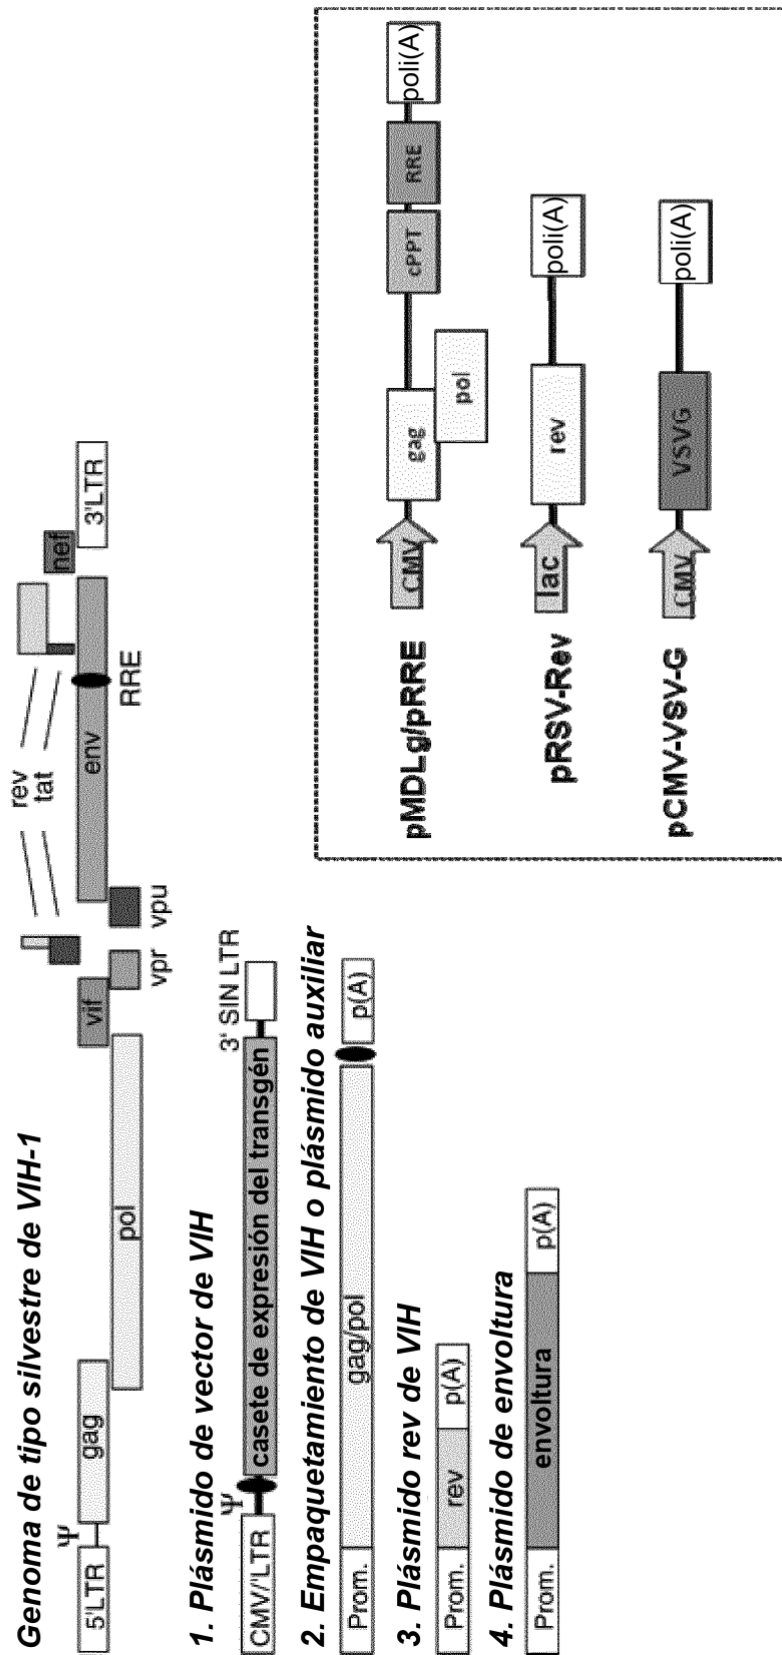 Genoma de tipo silvestre de VIH-1
5'LTR
Ψ
gag
pol
vif
vpr
vpu
rev
tat
env
RRE
nef
3'LTR
1. Plásmido de vector de VIH
CMV/'LTR
Ψ
casete de expresión del transgén
3' SIN LTR
2. Empaquetamiento de VIH o plásmido auxiliar
Prom.
gag/pol
p(A)
3. Plásmido rev de VIH
Prom.
rev
p(A)
4. Plásmido de envoltura
Prom.
envoltura
p(A)
pMDLg/pRRE
CMV
gag
pol
cPPT
RRE
poli(A)
pRSV-Rev
lac
rev
poli(A)
pCMV-VSV-G
CMV
VSVG
poli(A)